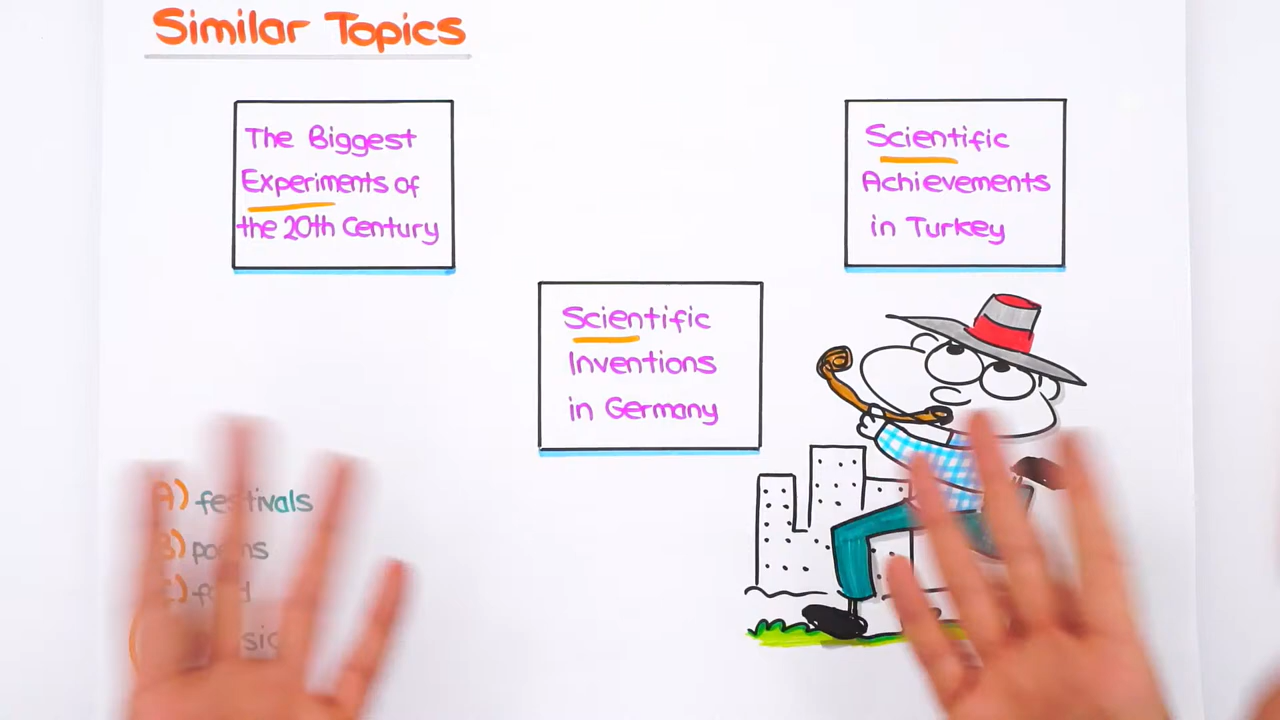 Similar Topics
The Biggest
Experiments of
the 20th Century
Scientific
Achievements
in Turkey
Scientific
Inventions
in Germany
A) festivals
B) poems